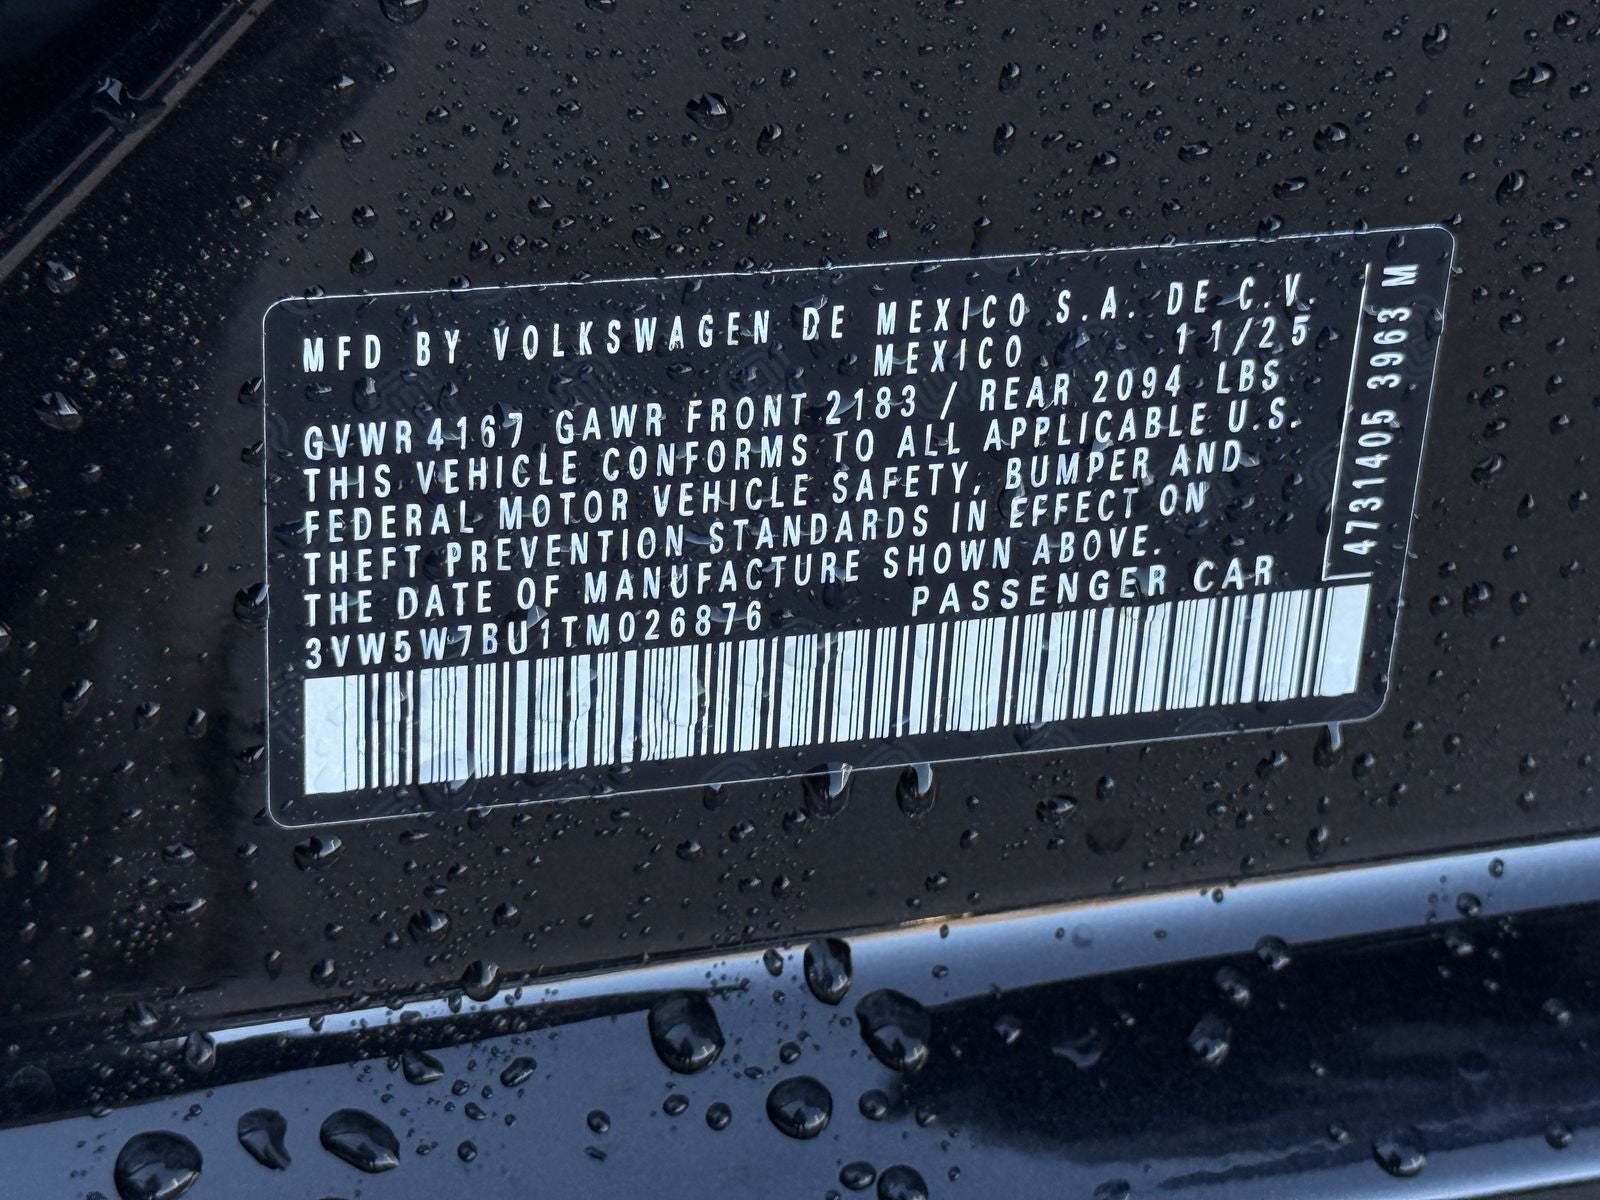 MFD BY VOLKSWAGEN DE MEXICO S.A. DE C.V.
MEXICO 11/25
GVWR 4167 GAWR FRONT 2183 / REAR 2094 LBS
THIS VEHICLE CONFORMS TO ALL APPLICABLE U.S.
FEDERAL MOTOR VEHICLE SAFETY, BUMPER AND
THEFT PREVENTION STANDARDS IN EFFECT ON
THE DATE OF MANUFACTURE SHOWN ABOVE.
3VW5W7BU1TM026876 PASSENGER CAR
4731405 3963 M